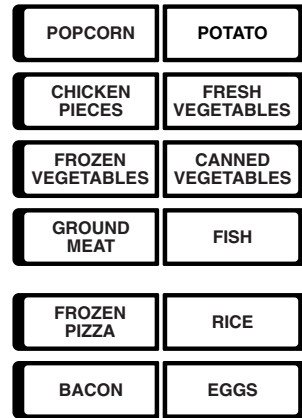 POPCORN
POTATO
CHICKEN
PIECES
FRESH
VEGETABLES
FROZEN
VEGETABLES
CANNED
VEGETABLES
GROUND
MEAT
FISH
FROZEN
PIZZA
RICE
BACON
EGGS